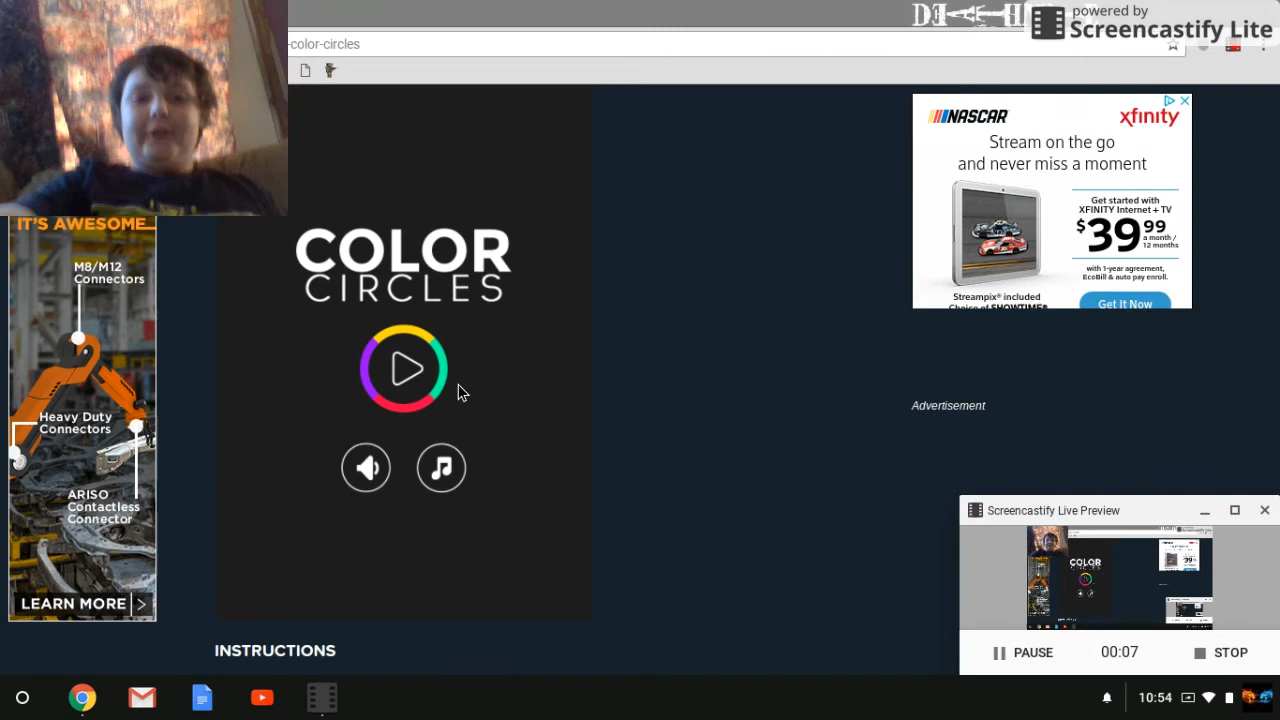 powered by
Screencastify Lite
-color-circles
NASCAR
xfinity
Stream on the go
and never miss a moment
Get started with
XFINITY Internet + TV
$39 99
a month /
12 months
with 1-year agreement,
EcoBill & auto pay enroll.
Streampix® included
Choice of SHOWTIME®
Get It Now
IT'S AWESOME
M8/M12
Connectors
Heavy Duty
Connectors
ARISO
Contactless
Connector
LEARN MORE
COLOR
CIRCLES
Advertisement
Screencastify Live Preview
PAUSE
00:07
STOP
INSTRUCTIONS
10:54